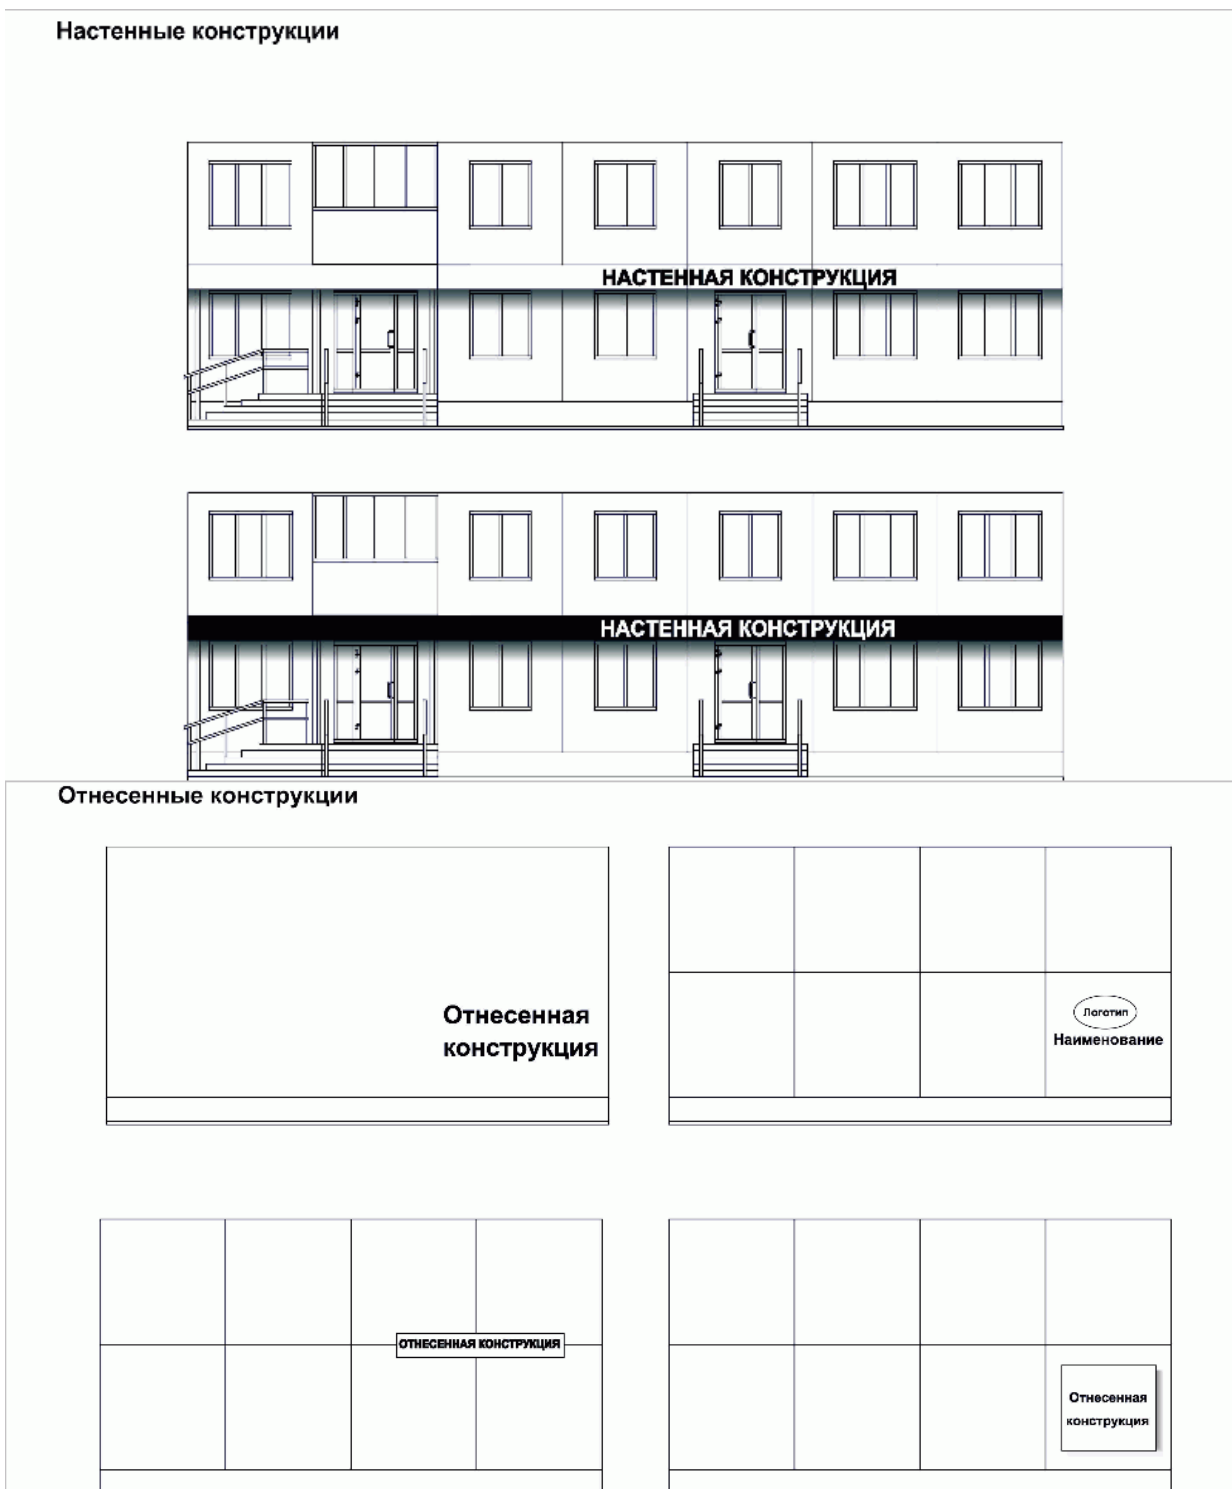 Настенные конструкции
НАСТЕННАЯ КОНСТРУКЦИЯ
НАСТЕННАЯ КОНСТРУКЦИЯ
Отнесенные конструкции
Отнесенная
конструкция
Логотип
Наименование
ОТНЕСЕННАЯ КОНСТРУКЦИЯ
Отнесенная
конструкция